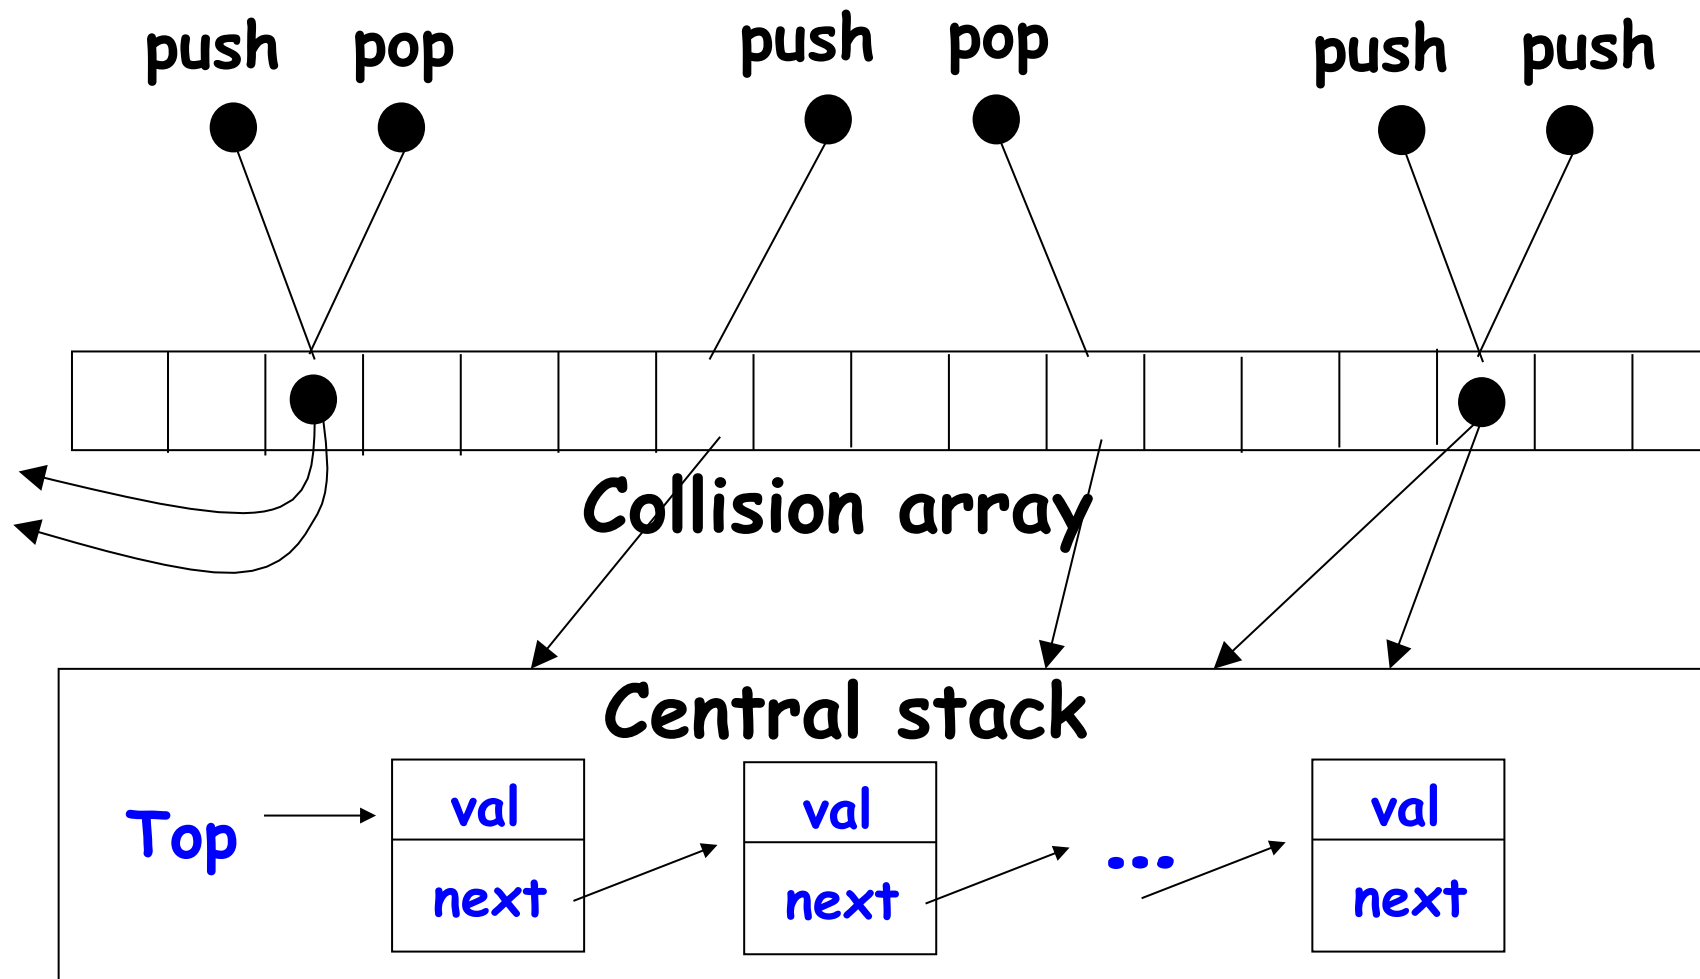 push pop push pop push push
Collision array
Central stack
Top val val ... val
next next next